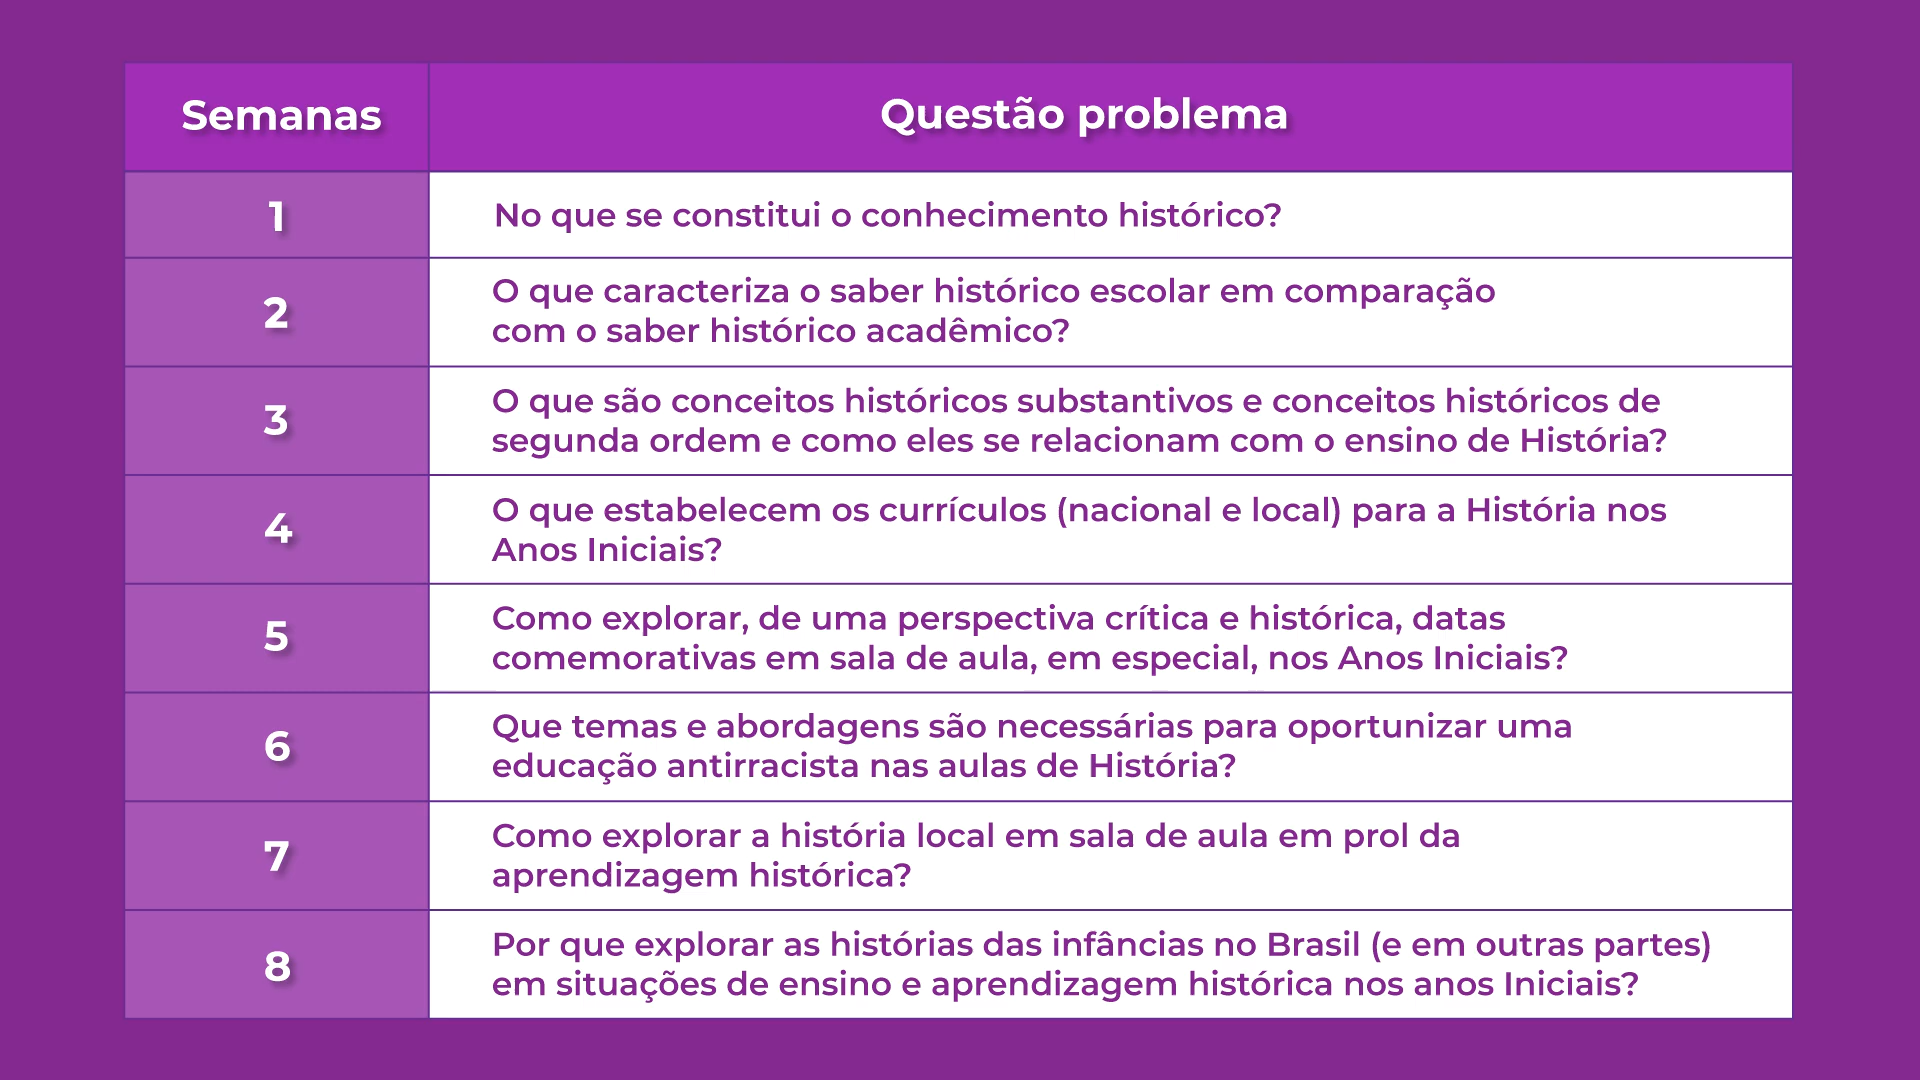 Semanas
Questão problema
1
No que se constitui o conhecimento histórico?
2
O que caracteriza o saber histórico escolar em comparação
com o saber histórico acadêmico?
3
O que são conceitos históricos substantivos e conceitos históricos de
segunda ordem e como eles se relacionam com o ensino de História?
4
O que estabelecem os currículos (nacional e local) para a História nos
Anos Iniciais?
5
Como explorar, de uma perspectiva crítica e histórica, datas
comemorativas em sala de aula, em especial, nos Anos Iniciais?
6
Que temas e abordagens são necessárias para oportunizar uma
educação antirracista nas aulas de História?
7
Como explorar a história local em sala de aula em prol da
aprendizagem histórica?
8
Por que explorar as histórias das infâncias no Brasil (e em outras partes)
em situações de ensino e aprendizagem histórica nos anos Iniciais?